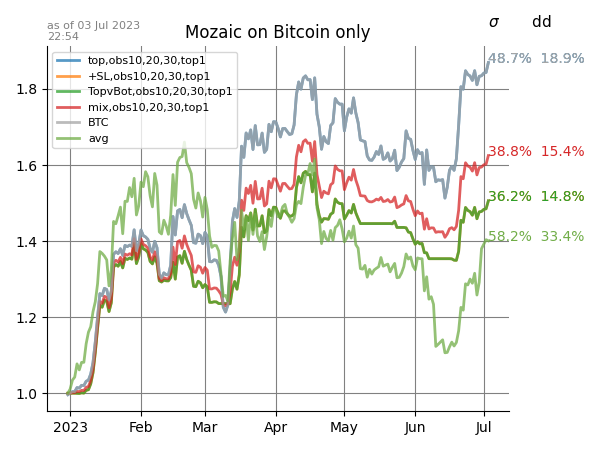 as of 03 Jul 2023
22:54
Mozaic on Bitcoin only
σ dd
top,obs10,20,30,top1
+SL,obs10,20,30,top1
TopvBot,obs10,20,30,top1
mix,obs10,20,30,top1
BTC
avg
48.7% 18.9%
38.8% 15.4%
36.2% 14.8%
58.2% 33.4%
1.8
1.6
1.4
1.2
1.0
2023 Feb Mar Apr May Jun Jul